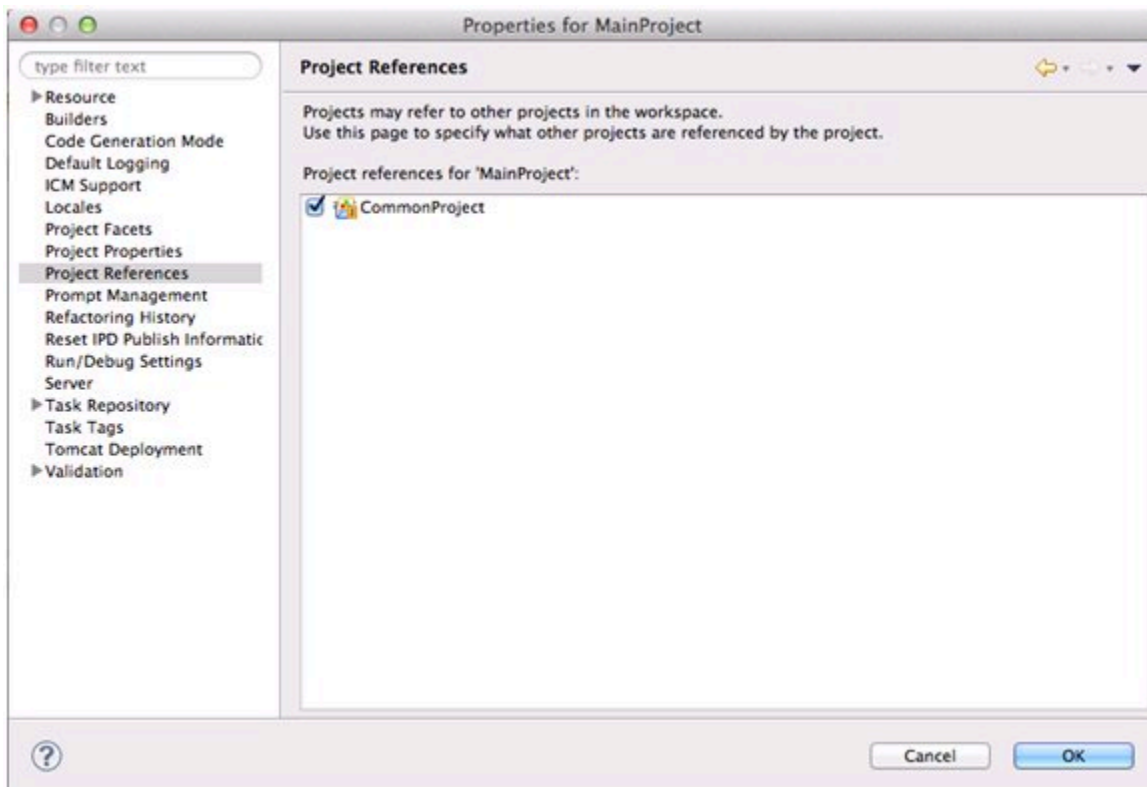 Properties for MainProject
type filter text
Resource
Builders
Code Generation Mode
Default Logging
ICM Support
Locales
Project Facets
Project Properties
Project References
Prompt Management
Refactoring History
Reset IPD Publish Informatic
Run/Debug Settings
Server
Task Repository
Task Tags
Tomcat Deployment
Validation
Project References
Projects may refer to other projects in the workspace.
Use this page to specify what other projects are referenced by the project.
Project references for 'MainProject':
CommonProject
?
Cancel
OK